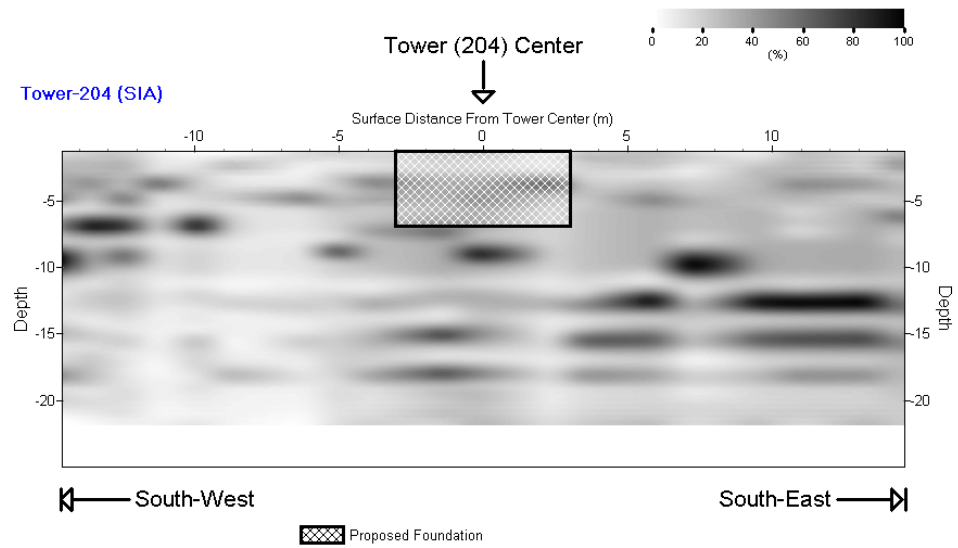 0 20 40 60 80 100
(%)
Tower (204) Center
Tower-204 (SIA)
Surface Distance From Tower Center (m)
-10 -5 0 5 10
-5 -5
-10 -10
Depth Depth
-15 -15
-20 -20
South-West South-East
Proposed Foundation